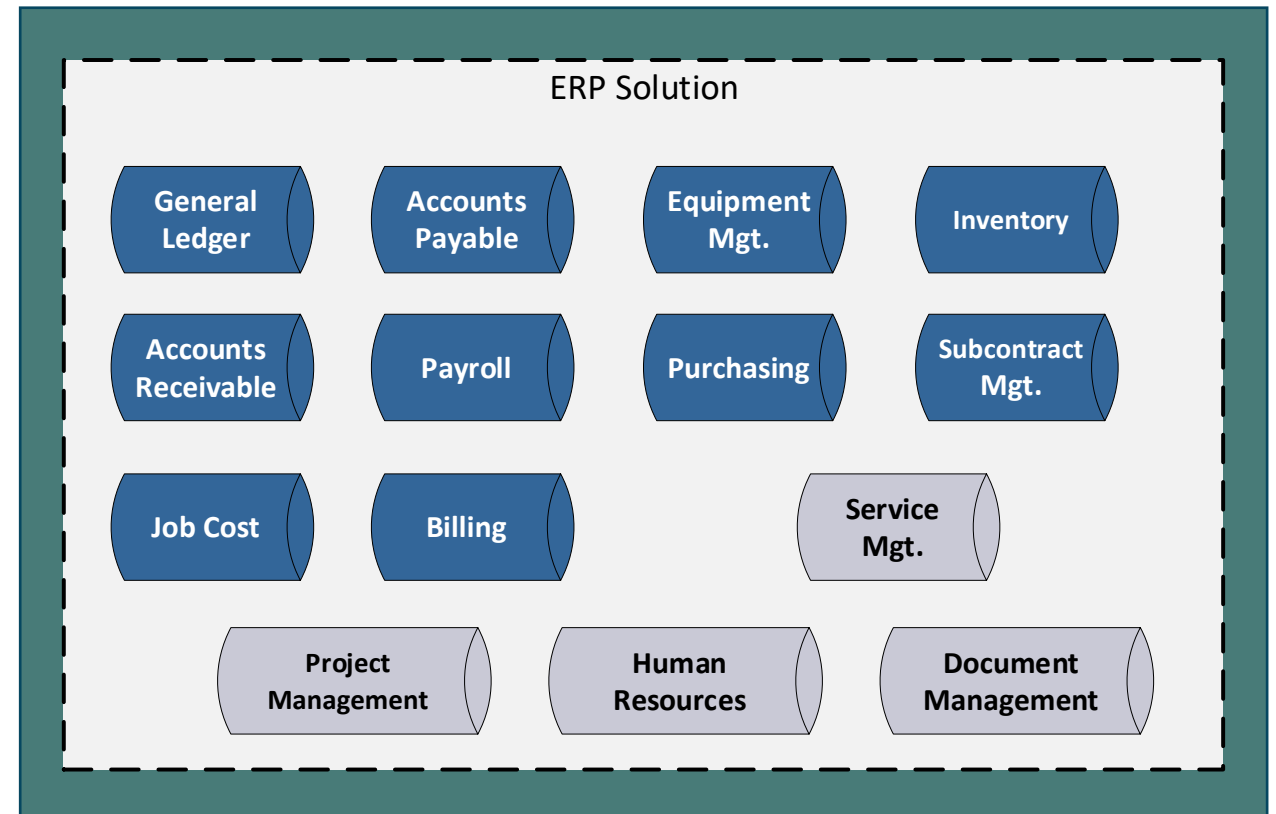 ERP Solution
General
Ledger
Accounts
Payable
Equipment
Mgt.
Inventory
Accounts
Receivable
Payroll
Purchasing
Subcontract
Mgt.
Job Cost
Billing
Service
Mgt.
Project
Management
Human
Resources
Document
Management